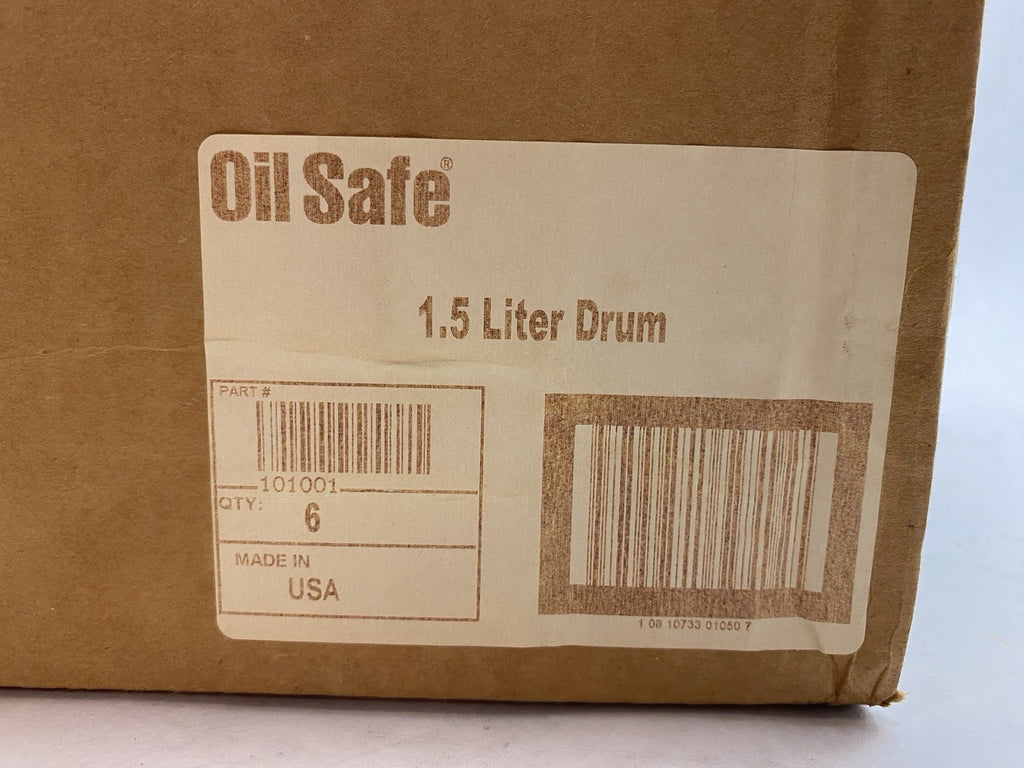 Oil Safe®
1.5 Liter Drum
PART #
101001
QTY:
6
MADE IN
USA
1 08 10733 01050 7